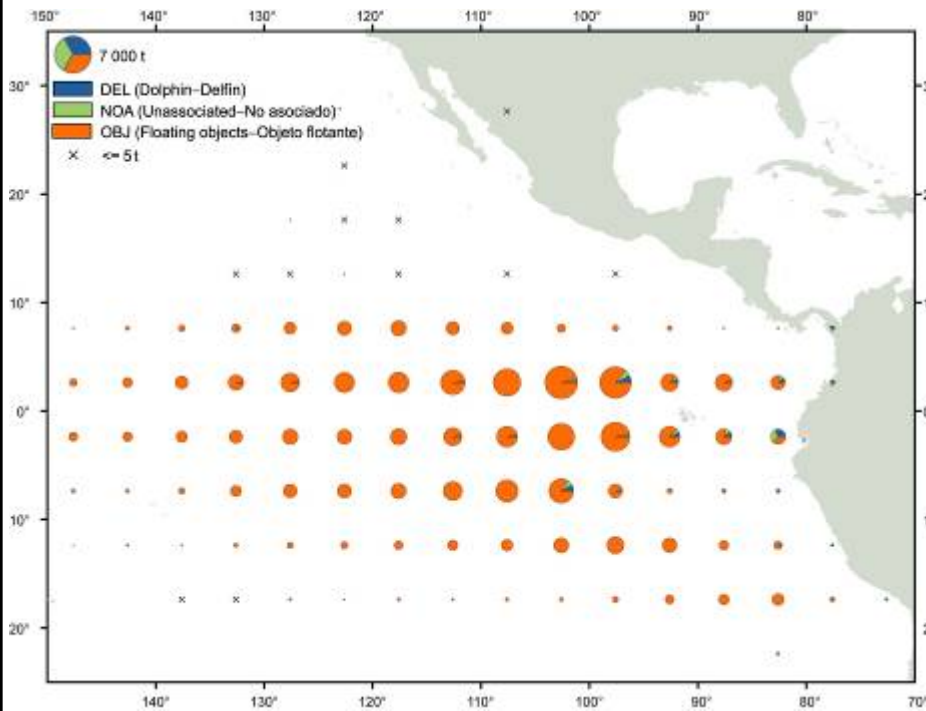 150° 140° 130° 120° 110° 100° 90° 80°
7 000 t
DEL (Dolphin–Delfín)
NOA (Unassociated–No asociado)
OBJ (Floating objects–Objeto flotante)
<= 5 t
30°
20°
10°
0°
10°
20°
140° 130° 120° 110° 100° 90° 80° 70°